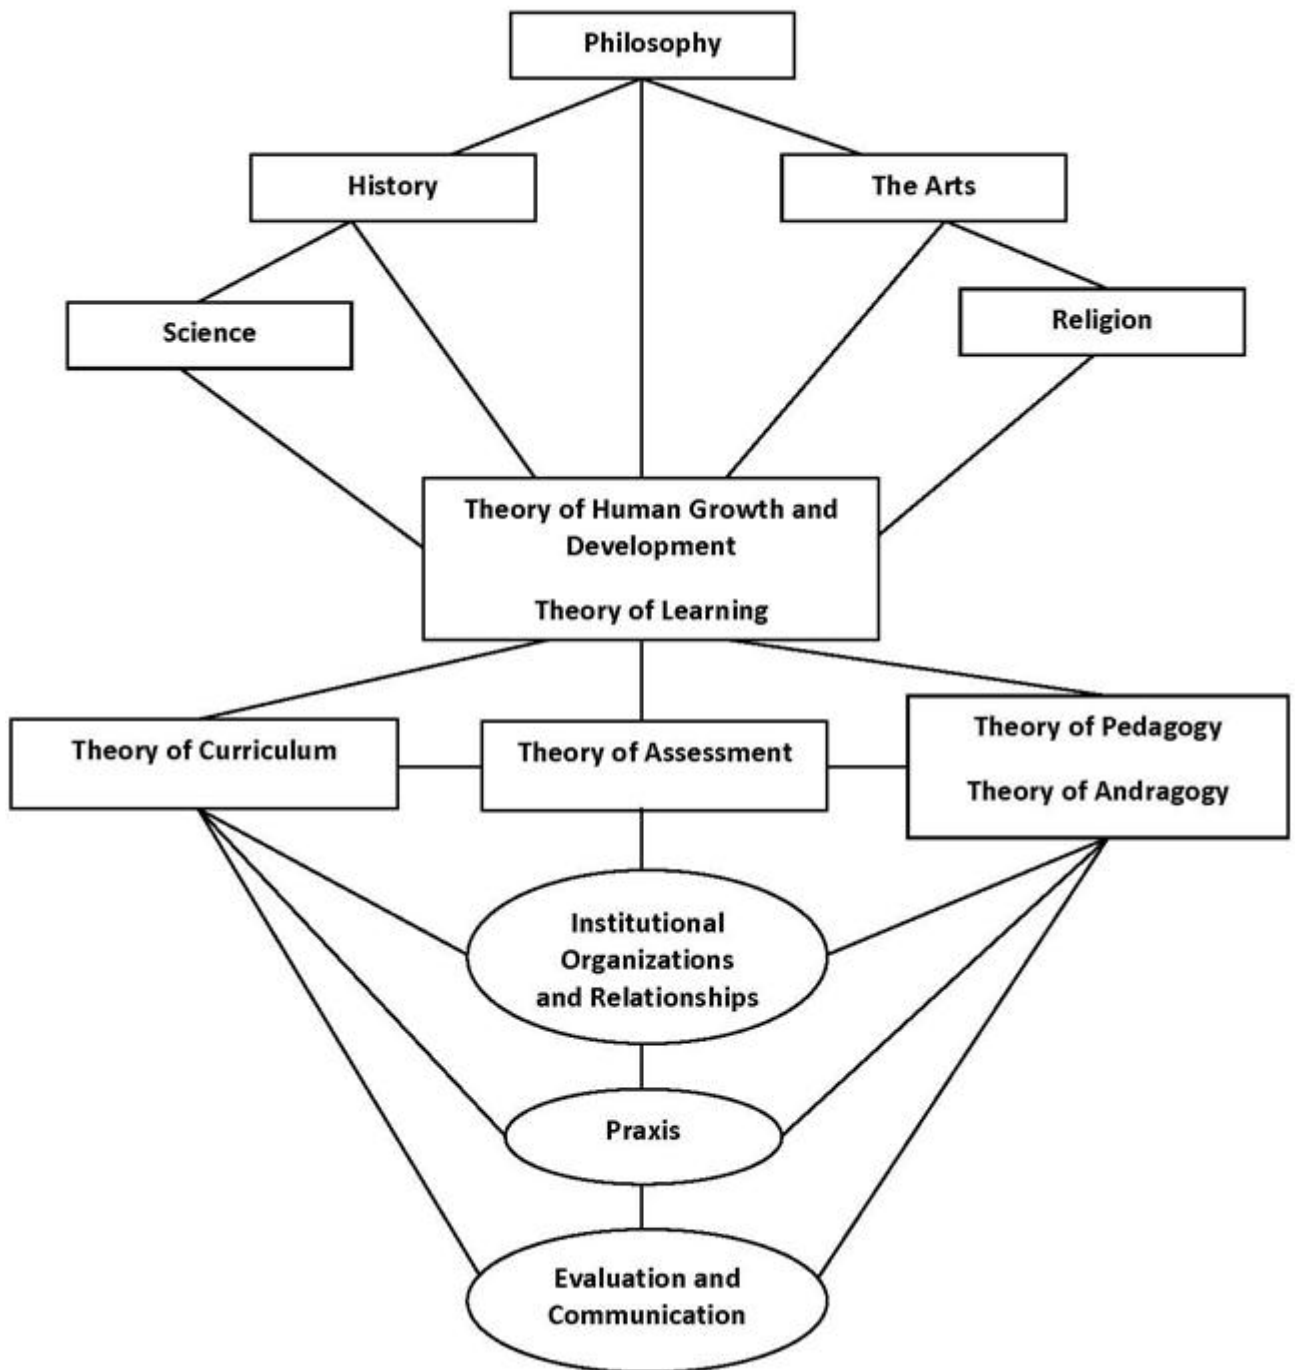 Philosophy
History
The Arts
Science
Religion
Theory of Human Growth and
Development
Theory of Learning
Theory of Curriculum
Theory of Assessment
Theory of Pedagogy
Theory of Andragogy
Institutional
Organizations
and Relationships
Praxis
Evaluation and
Communication